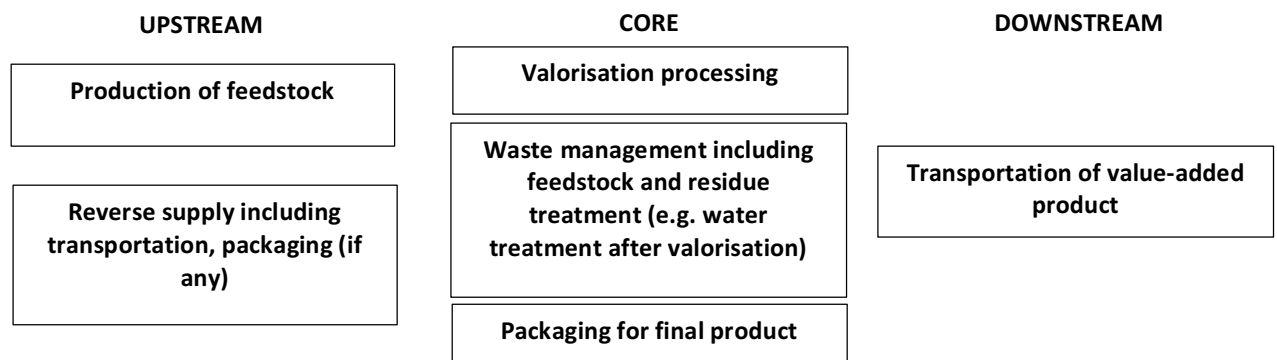 UPSTREAM
Production of feedstock
Reverse supply including
transportation, packaging (if
any)
CORE
Valorisation processing
Waste management including
feedstock and residue
treatment (e.g. water
treatment after valorisation)
Packaging for final product
DOWNSTREAM
Transportation of value-added
product